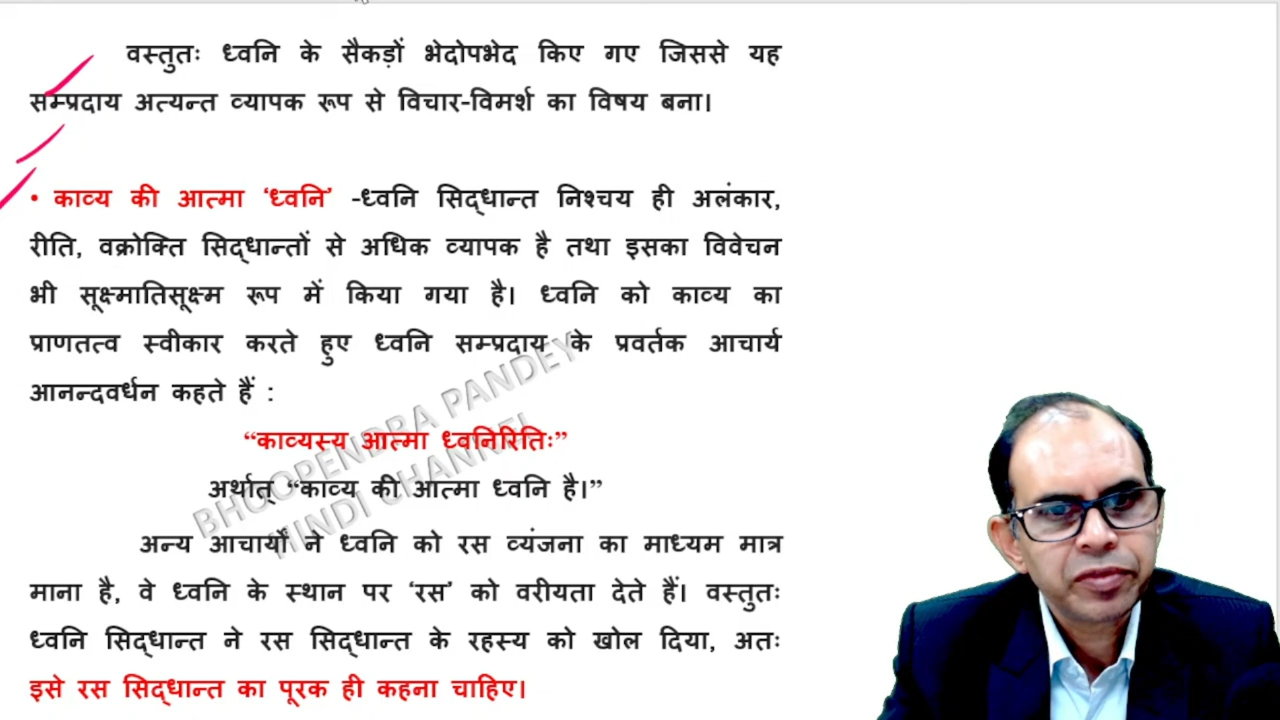 वस्तुतः ध्वनि के सैकड़ों भेदोपभेद किए गए जिससे यह
सम्प्रदाय अत्यन्त व्यापक रूप से विचार-विमर्श का विषय बना।
• काव्य की आत्मा ‘ध्वनि’ -ध्वनि सिद्धान्त निश्चय ही अलंकार,
रीति, वक्रोक्ति सिद्धान्तों से अधिक व्यापक है तथा इसका विवेचन
भी सूक्ष्मातिसूक्ष्म रूप में किया गया है। ध्वनि को काव्य का
प्राणतत्व स्वीकार करते हुए ध्वनि सम्प्रदाय के प्रवर्तक आचार्य
आनन्दवर्धन कहते हैं :
“काव्यस्य आत्मा ध्वनिरितिः”
अर्थात् “काव्य की आत्मा ध्वनि है।”
अन्य आचार्यों ने ध्वनि को रस व्यंजना का माध्यम मात्र
माना है, वे ध्वनि के स्थान पर ‘रस’ को वरीयता देते हैं। वस्तुतः
ध्वनि सिद्धान्त ने रस सिद्धान्त के रहस्य को खोल दिया, अतः
इसे रस सिद्धान्त का पूरक ही कहना चाहिए।
BHOOPENDRA PANDEY
HINDI CHANNEL